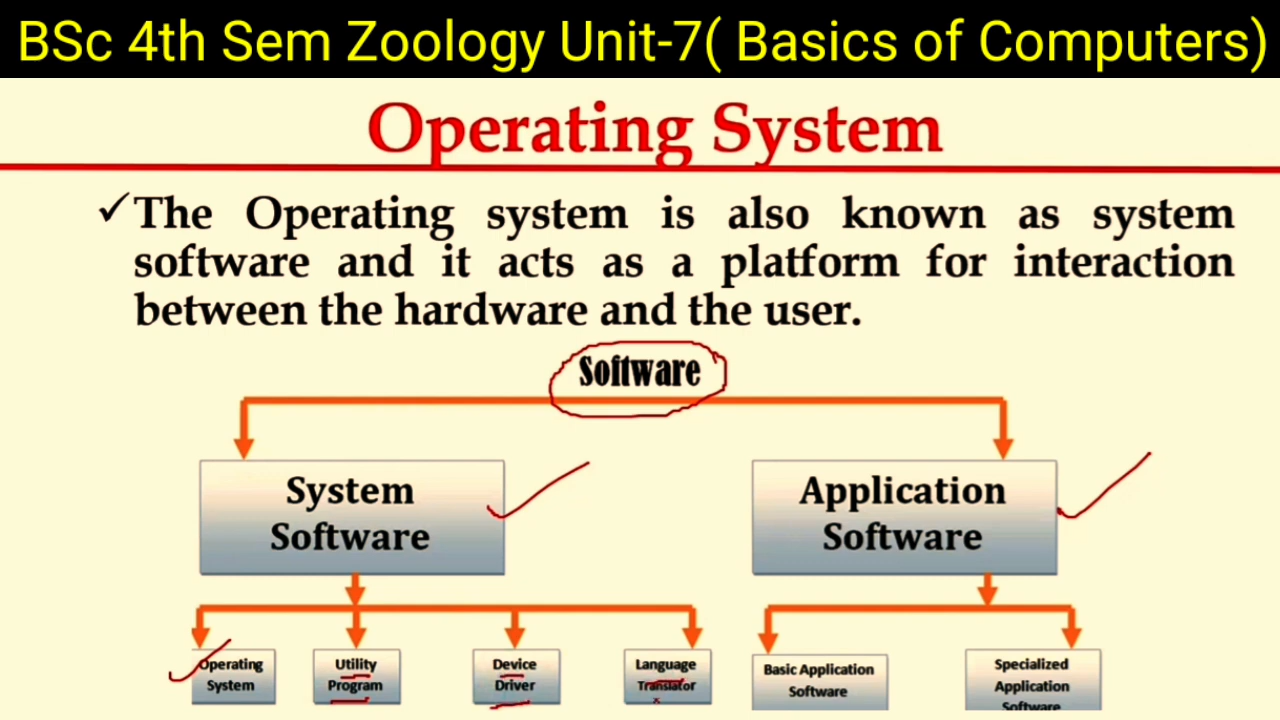 BSc 4th Sem Zoology Unit-7( Basics of Computers)
Operating System
✓The Operating system is also known as system
software and it acts as a platform for interaction
between the hardware and the user.
Software
System
Software
Application
Software
Operating
System
Utility
Program
Device
Driver
Language
Translator
Basic Application
Software
Specialized
Application
Software